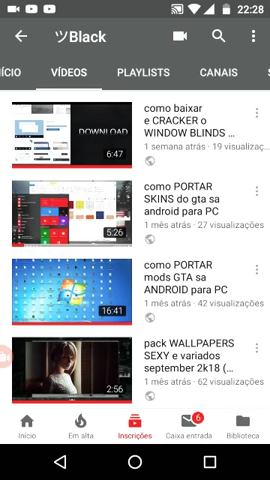 22:28
ツBlack
ÍCIO VÍDEOS PLAYLISTS CANAIS S
DOWNLOAD
6:47
como baixar
e CRACKER o
WINDOW BLINDS ...
1 semana atrás · 19 visualizaç...
5:26
como PORTAR
SKINS do gta sa
android para PC
1 mês atrás · 27 visualizações
16:41
como PORTAR
mods GTA sa
ANDROID para PC
1 mês atrás · 42 visualizações
2:56
pack WALLPAPERS
SEXY e variados
september 2k18 (...
1 mês atrás · 62 visualizações
6
Início Em alta Inscrições Caixa entrada Biblioteca